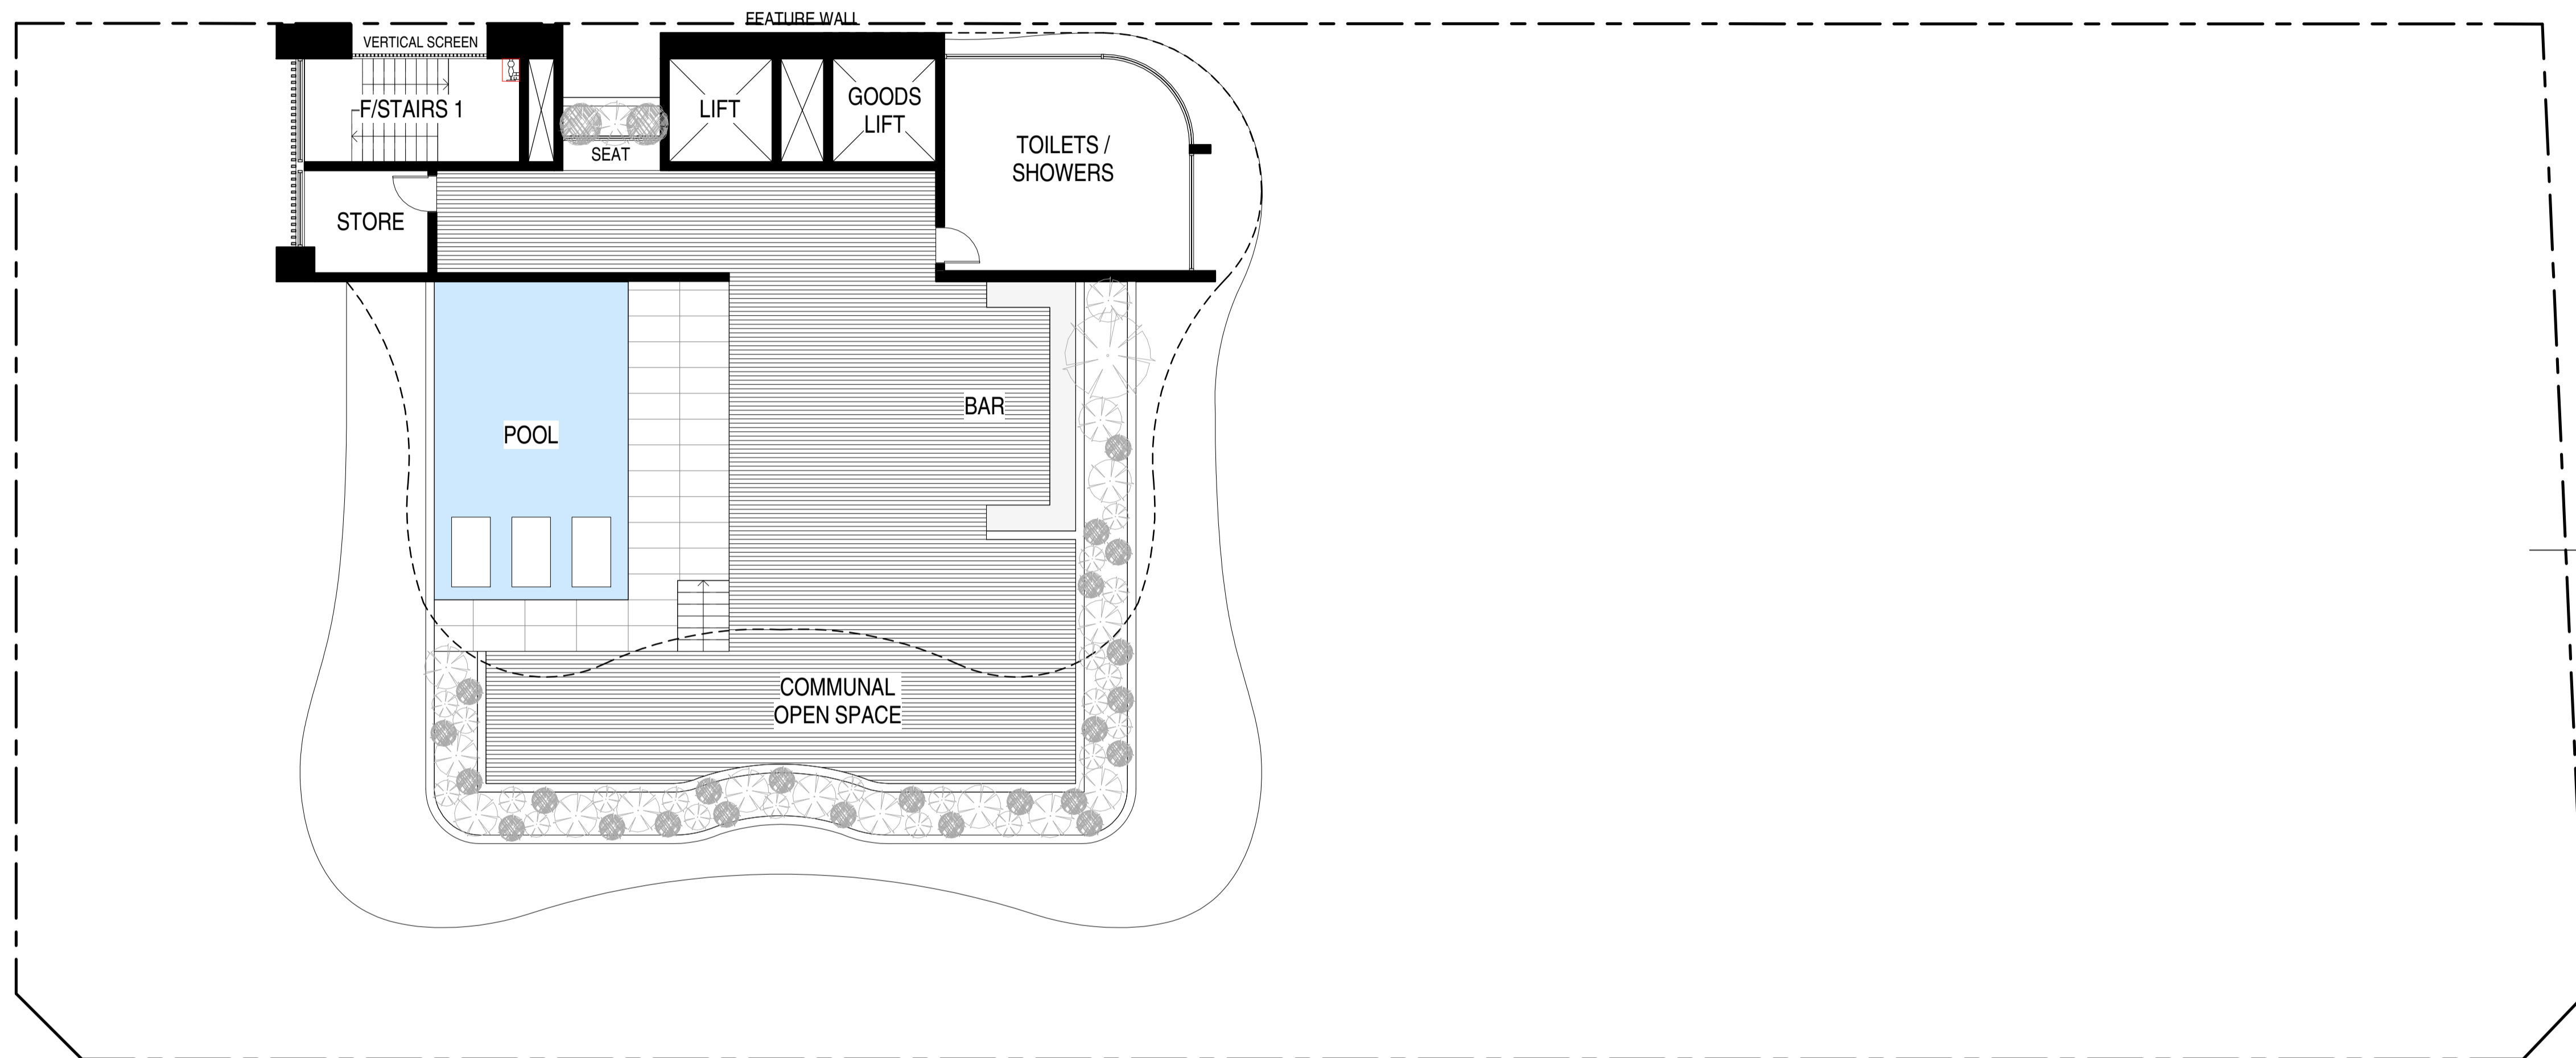 FEATURE WALL
VERTICAL SCREEN
F/STAIRS 1
SEAT
LIFT
GOODS
LIFT
TOILETS /
SHOWERS
STORE
POOL
BAR
COMMUNAL
OPEN SPACE